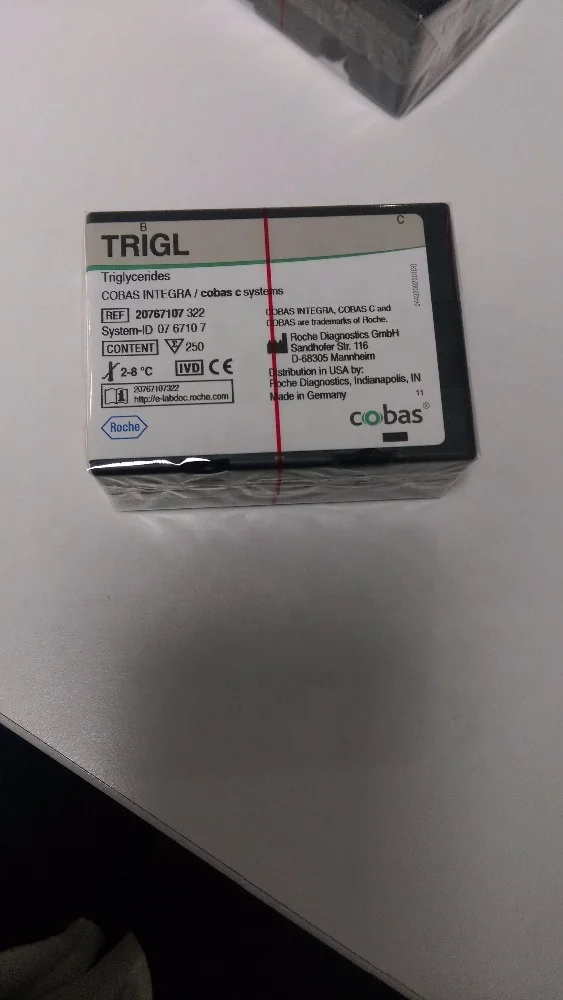 B
TRIGL
C
Triglycerides
COBAS INTEGRA / cobas c systems
REF 20767107 322
System-ID 07 6710 7
CONTENT 250
2-8 °C IVD CE
20767107322
http://e-labdoc.roche.com
Roche
COBAS INTEGRA, COBAS C and
COBAS are trademarks of Roche.
Roche Diagnostics GmbH
Sandhofer Str. 116
D-68305 Mannheim
Distribution in USA by:
Roche Diagnostics, Indianapolis, IN
Made in Germany
11
cobas®